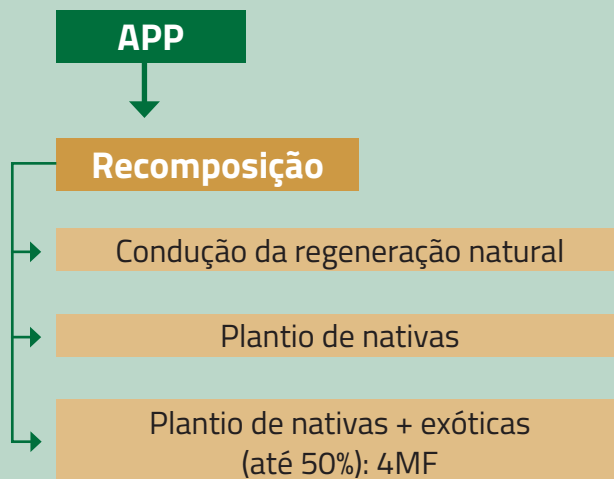 APP
Recomposição
Condução da regeneração natural
Plantio de nativas
Plantio de nativas + exóticas
(até 50%): 4MF